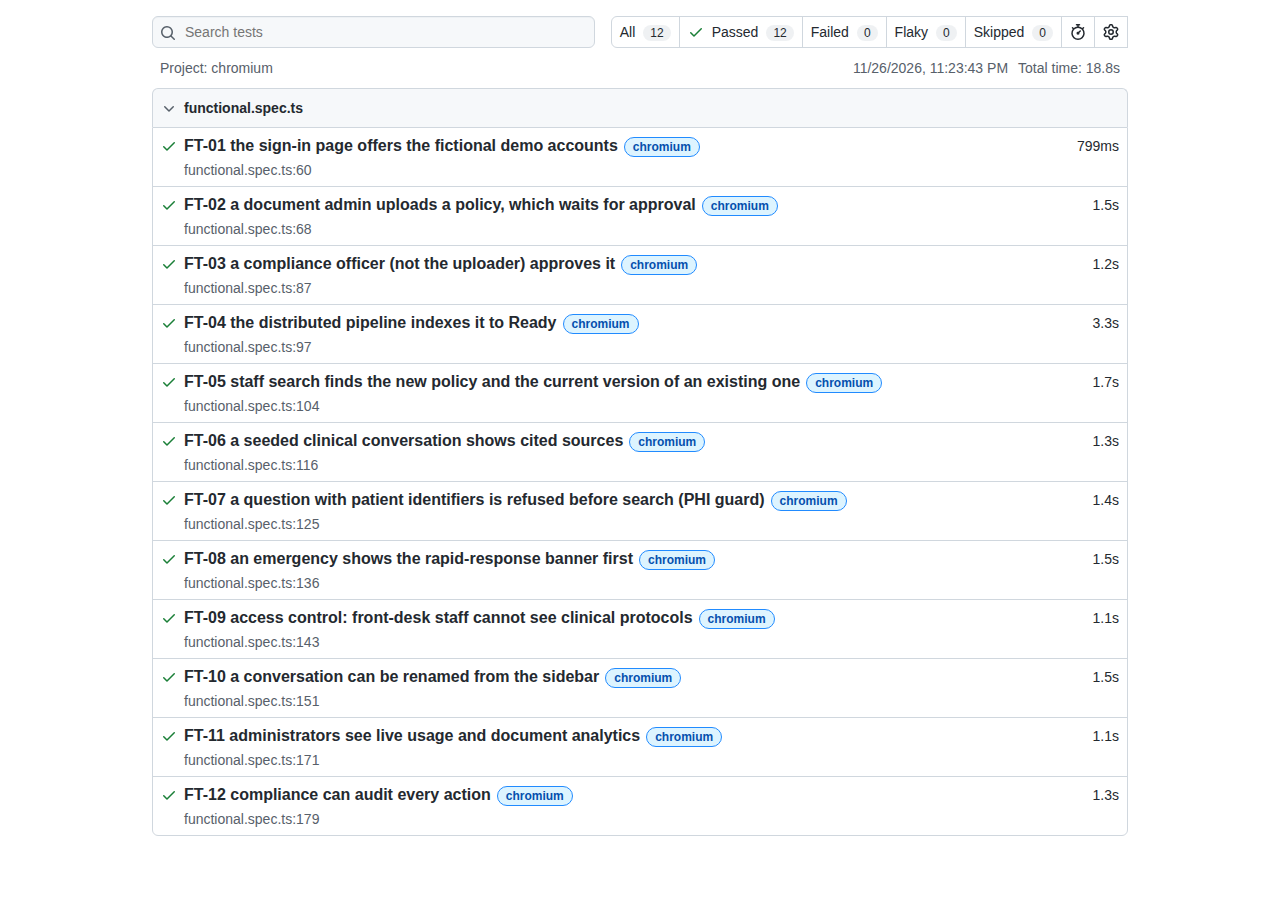 Search tests
All 12 Passed 12 Failed 0 Flaky 0 Skipped 0
Project: chromium 11/26/2026, 11:23:43 PM Total time: 18.8s
functional.spec.ts
FT-01 the sign-in page offers the fictional demo accounts chromium 799ms
functional.spec.ts:60
FT-02 a document admin uploads a policy, which waits for approval chromium 1.5s
functional.spec.ts:68
FT-03 a compliance officer (not the uploader) approves it chromium 1.2s
functional.spec.ts:87
FT-04 the distributed pipeline indexes it to Ready chromium 3.3s
functional.spec.ts:97
FT-05 staff search finds the new policy and the current version of an existing one chromium 1.7s
functional.spec.ts:104
FT-06 a seeded clinical conversation shows cited sources chromium 1.3s
functional.spec.ts:116
FT-07 a question with patient identifiers is refused before search (PHI guard) chromium 1.4s
functional.spec.ts:125
FT-08 an emergency shows the rapid-response banner first chromium 1.5s
functional.spec.ts:136
FT-09 access control: front-desk staff cannot see clinical protocols chromium 1.1s
functional.spec.ts:143
FT-10 a conversation can be renamed from the sidebar chromium 1.5s
functional.spec.ts:151
FT-11 administrators see live usage and document analytics chromium 1.1s
functional.spec.ts:171
FT-12 compliance can audit every action chromium 1.3s
functional.spec.ts:179